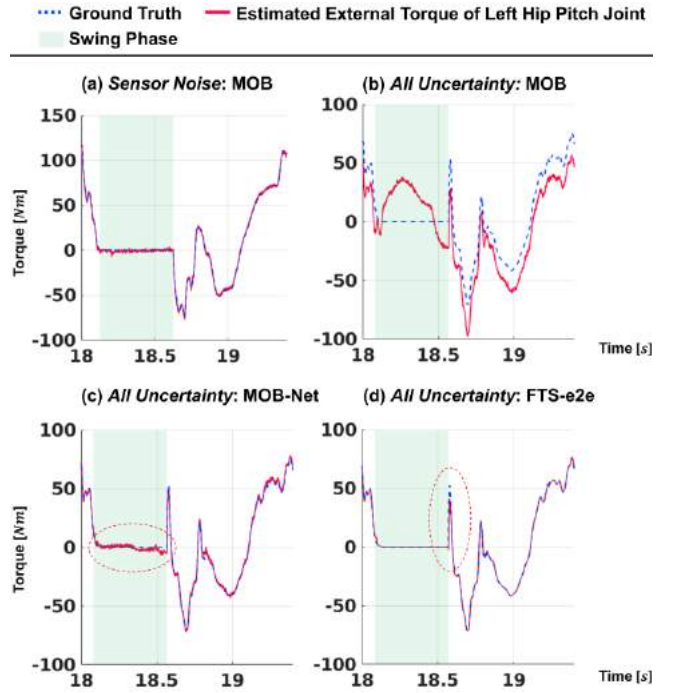 Ground Truth Estimated External Torque of Left Hip Pitch Joint
Swing Phase
(a) Sensor Noise: MOB (b) All Uncertainty: MOB
150
100
50
0
-50
-100
Torque [Nm]
18 18.5 19
100
50
0
-50
-100
18 18.5 19
Time [s]
(c) All Uncertainty: MOB-Net (d) All Uncertainty: FTS-e2e
100
50
0
-50
-100
Torque [Nm]
18 18.5 19
100
50
0
-50
-100
18 18.5 19
Time [s]